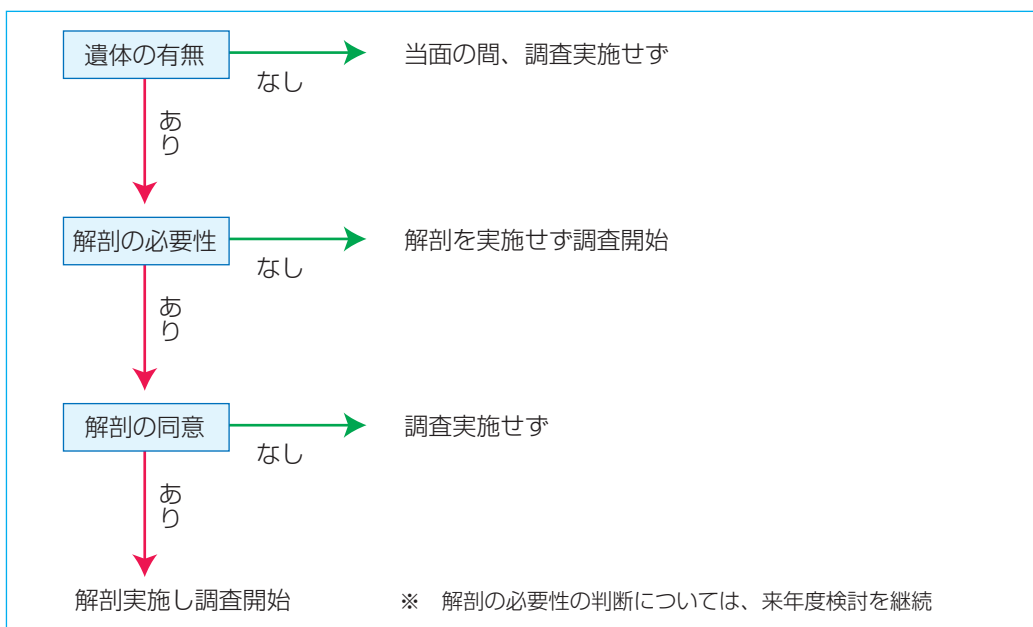 遺体の有無
当面の間、調査実施せず
なし
あり
解剖の必要性
解剖を実施せず調査開始
なし
あり
解剖の同意
調査実施せず
なし
あり
解剖実施し調査開始
※　解剖の必要性の判断については、来年度検討を継続